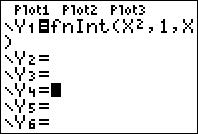 Plot1 Plot2 Plot3
\Y₁=fnInt(X²,1,X
)
\Y₂=
\Y₃=
\Y₄=
\Y₅=
\Y₆=